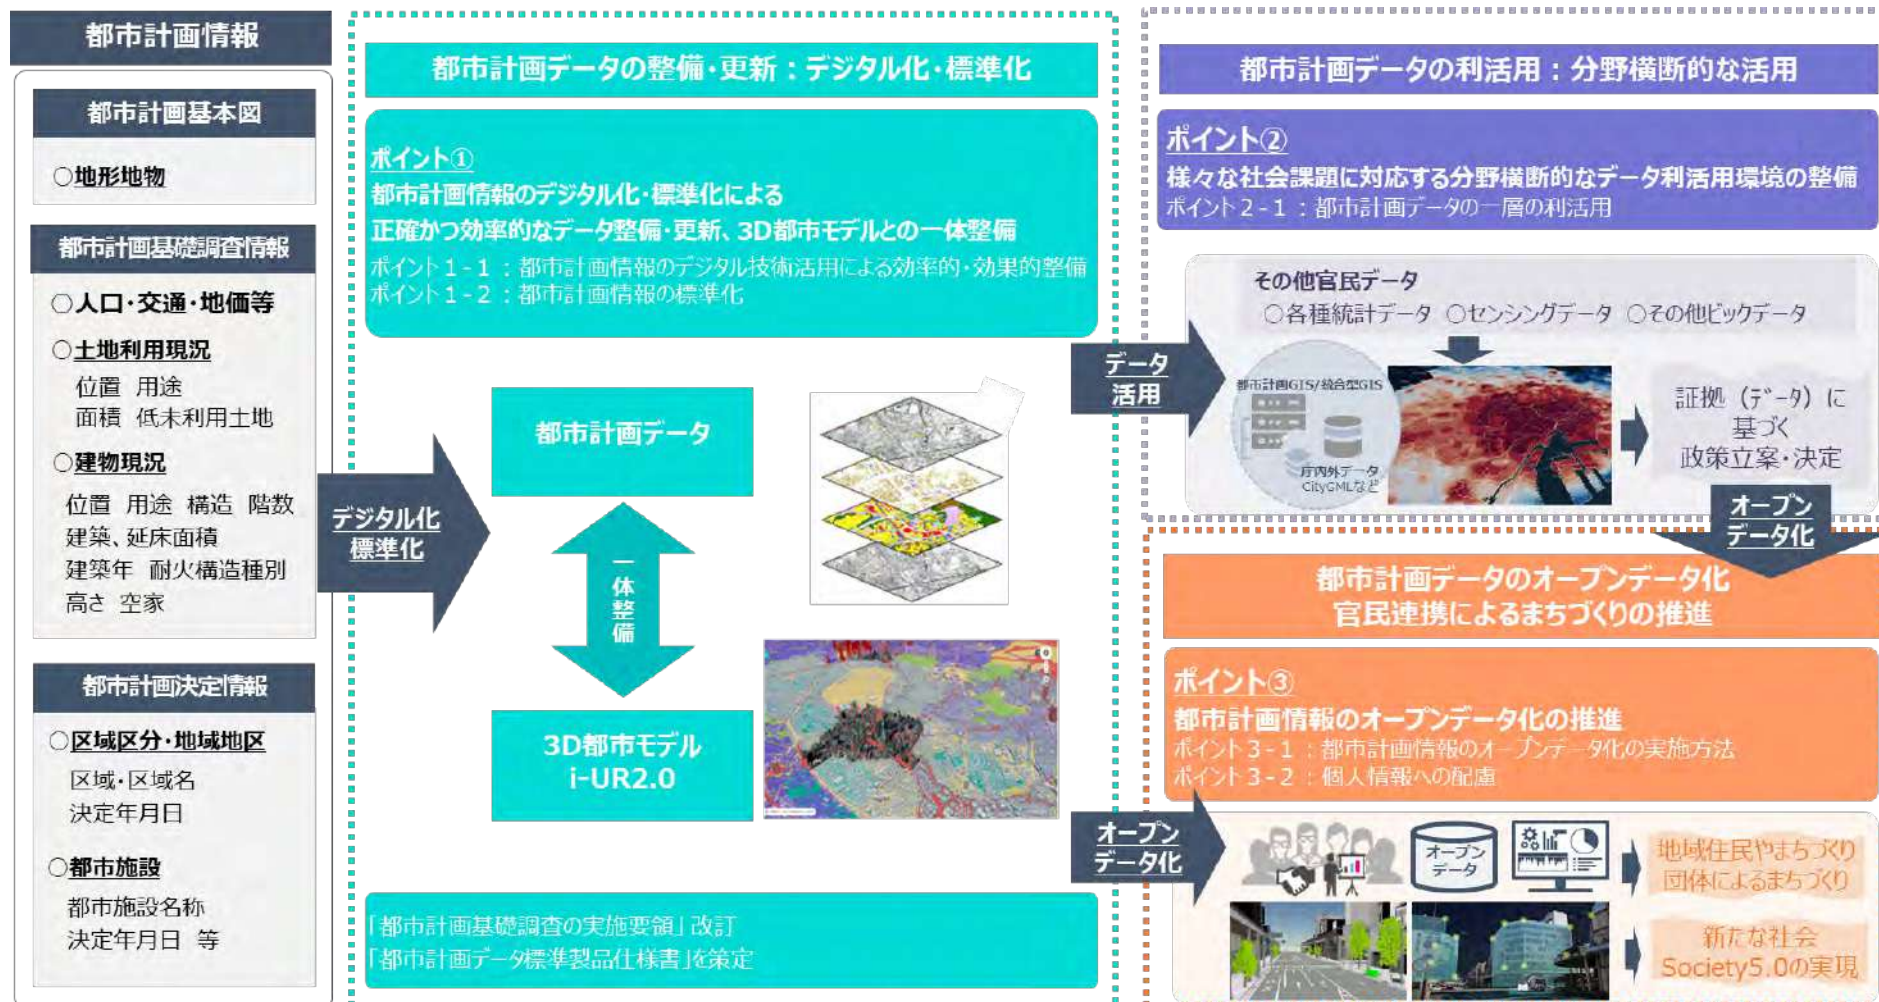 都市計画情報
都市計画基本図
○地形地物
都市計画基礎調査情報
○人口･交通･地価等
○土地利用現況
位置 用途
面積 低未利用土地
○建物現況
位置 用途 構造 階数
建築、延床面積
建築年 耐火構造種別
高さ 空家
都市計画決定情報
○区域区分･地域地区
区域･区域名
決定年月日
○都市施設
都市施設名称
決定年月日 等
デジタル化
標準化
都市計画データの整備･更新：デジタル化･標準化
ポイント①
都市計画情報のデジタル化･標準化による
正確かつ効率的なデータ整備･更新、3D都市モデルとの一体整備
ポイント１-１：都市計画情報のデジタル技術活用による効率的･効果的整備
ポイント１-２：都市計画情報の標準化
都市計画データ
一体整備
3D都市モデル
i-UR2.0
「都市計画基礎調査の実施要領」改訂
「都市計画データ標準製品仕様書」を策定
データ
活用
オープン
データ化
都市計画データの利活用：分野横断的な活用
ポイント②
様々な社会課題に対応する分野横断的なデータ利活用環境の整備
ポイント２-１：都市計画データの一層の利活用
その他官民データ
○各種統計データ ○センシングデータ ○その他ビックデータ
都市計画GIS/統合型GIS
庁内外データ
CityGMLなど
証拠（データ）に
基づく
政策立案･決定
オープン
データ化
都市計画データのオープンデータ化
官民連携によるまちづくりの推進
ポイント③
都市計画情報のオープンデータ化の推進
ポイント３-１：都市計画情報のオープンデータ化の実施方法
ポイント３-２：個人情報への配慮
オープン
データ
地域住民やまちづくり
団体によるまちづくり
新たな社会
Society5.0の実現